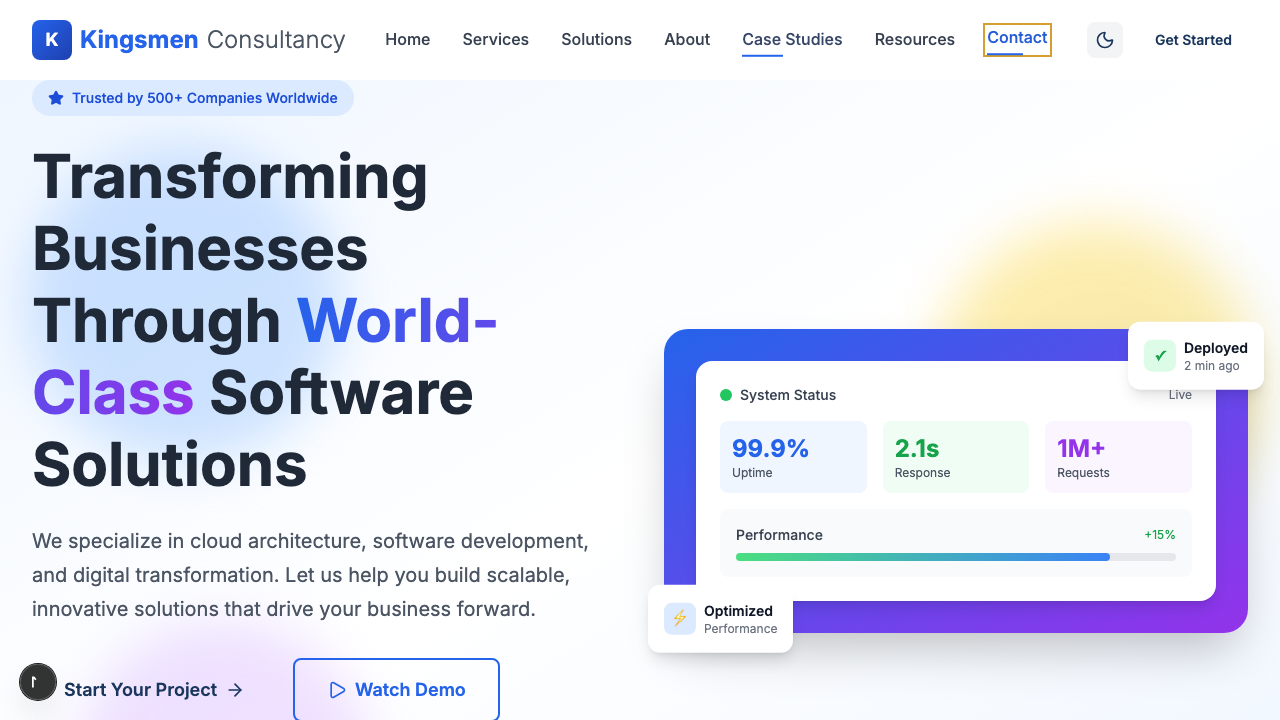 K Kingsmen Consultancy Home Services Solutions About Case Studies Resources Contact Get Started
Trusted by 500+ Companies Worldwide
Transforming
Businesses
Through World-
Class Software
Solutions
We specialize in cloud architecture, software development,
and digital transformation. Let us help you build scalable,
innovative solutions that drive your business forward.
Start Your Project
Watch Demo
Deployed
2 min ago
System Status
Live
99.9%
Uptime
2.1s
Response
1M+
Requests
Performance
+15%
Optimized
Performance